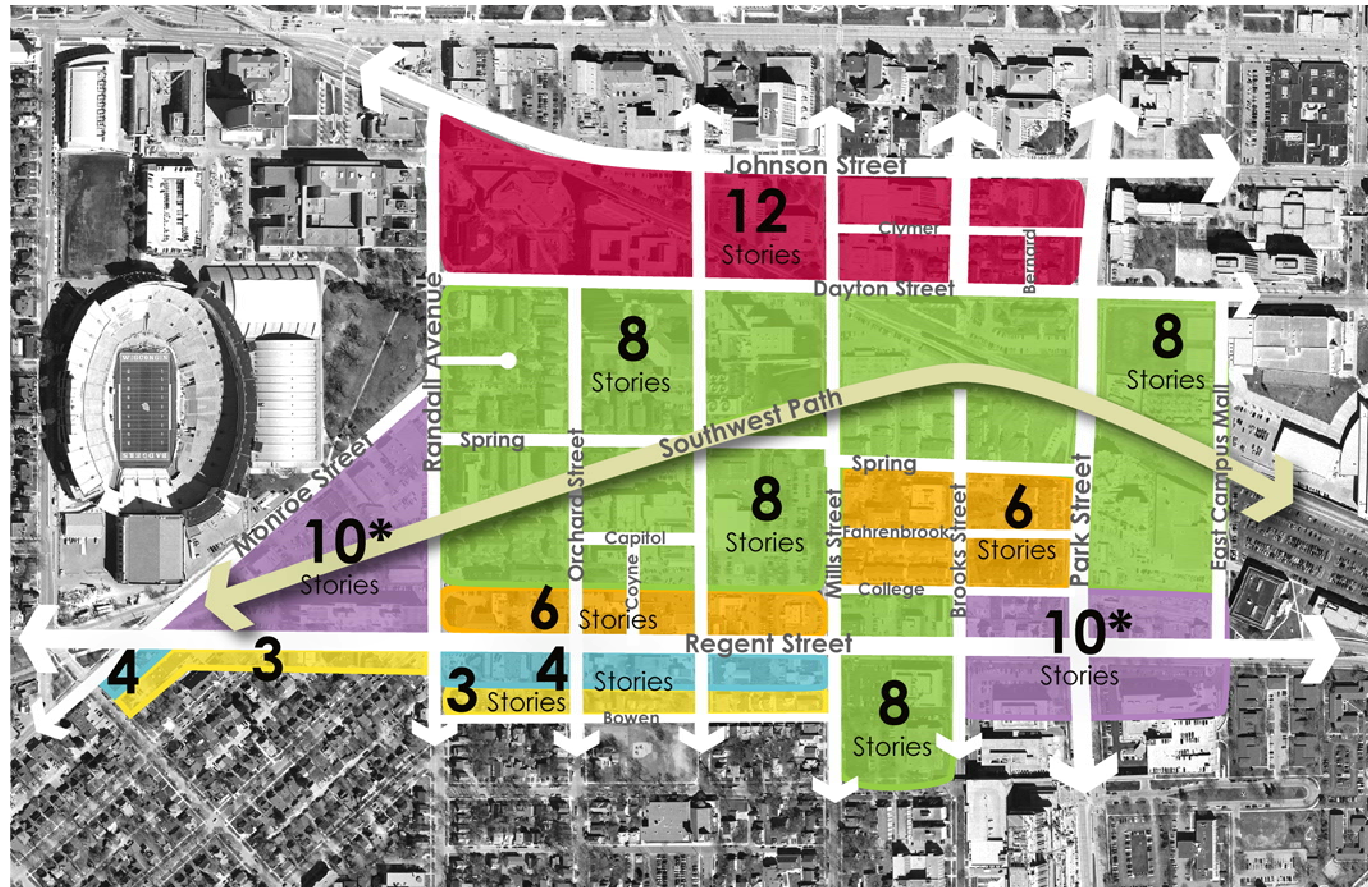 Johnson Street
12
Stories
Clymer
Bernard
Dayton Street
Randall Avenue
8
Stories
8
Stories
Southwest Path
Monroe Street
Spring
Orchard Street
Spring
East Campus Mall
10*
Stories
8
Stories
Mills Street
Fahrenbrook
Brooks Street
6
Stories
Park Street
Capitol
Coyne
College
6
Stories
10*
Stories
Regent Street
4
3
3
Stories
4
Stories
Bowen
8
Stories